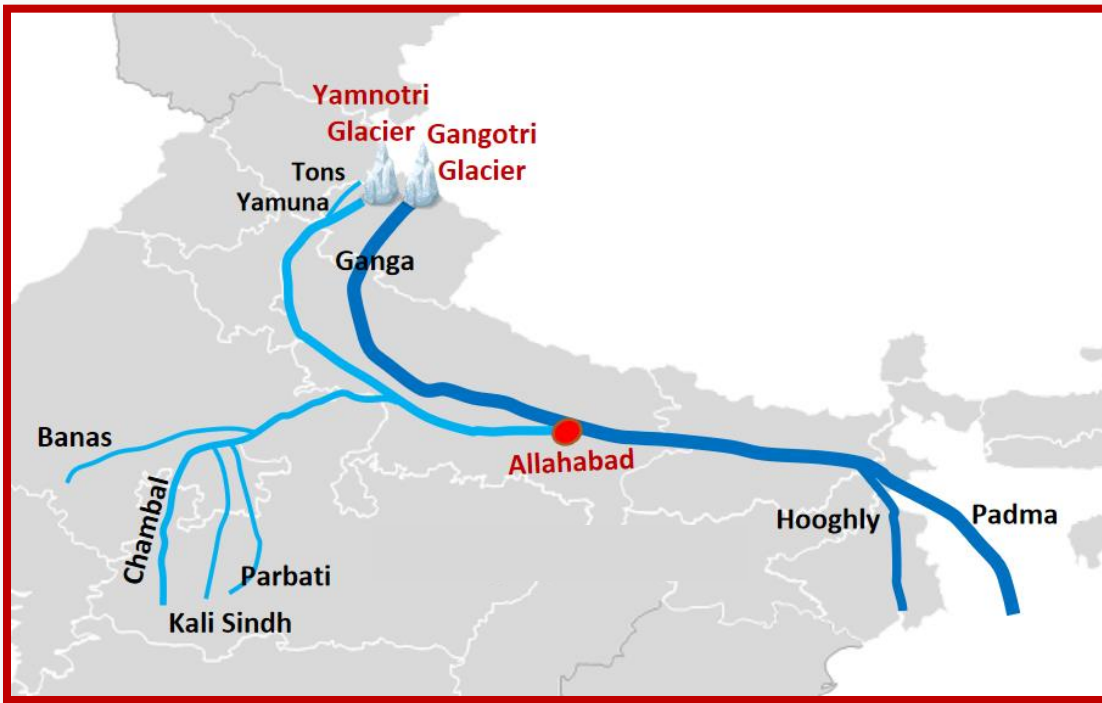 Yamnotri
Glacier
Gangotri
Glacier
Tons
Yamuna
Ganga
Banas
Allahabad
Chambal
Hooghly
Padma
Parbati
Kali Sindh